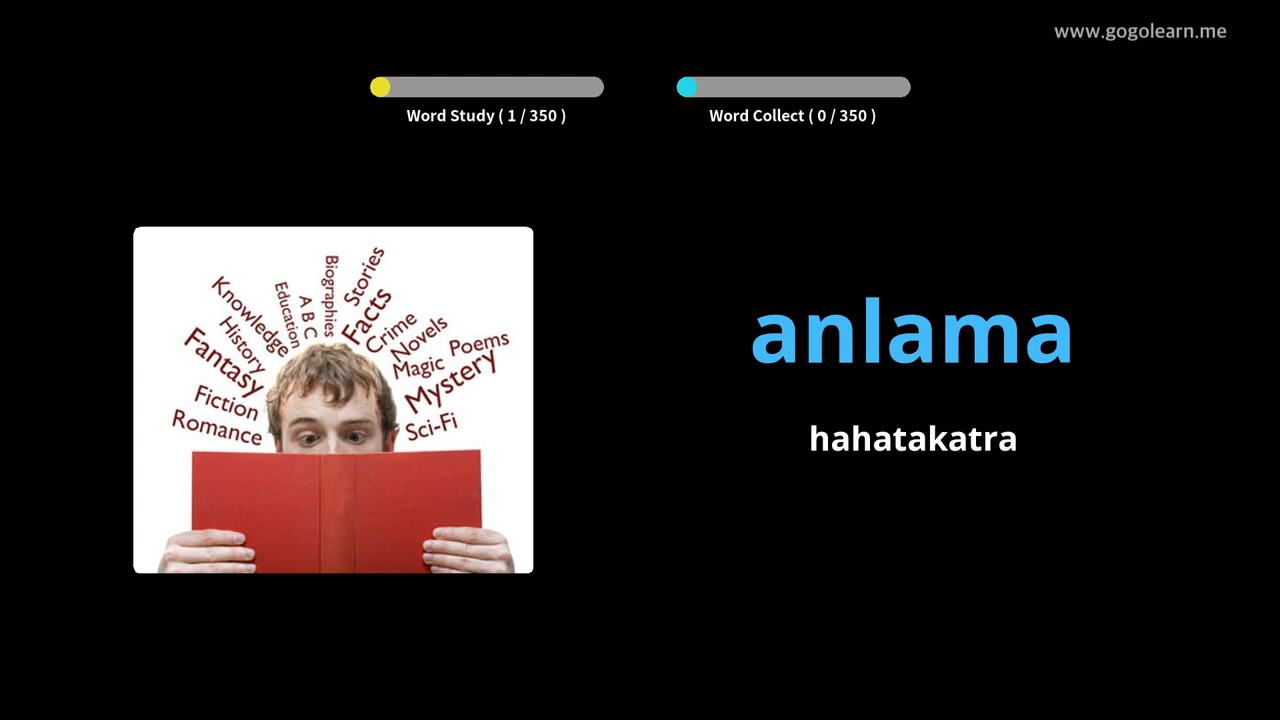 www.gogolearn.me
Word Study ( 1 / 350 )
Word Collect ( 0 / 350 )
Biographies
Stories
Education
A B C
Facts
Knowledge
History
Crime
Novels
Poems
Fantasy
Magic
Mystery
Fiction
Romance
Sci-Fi
anlama
hahatakatra